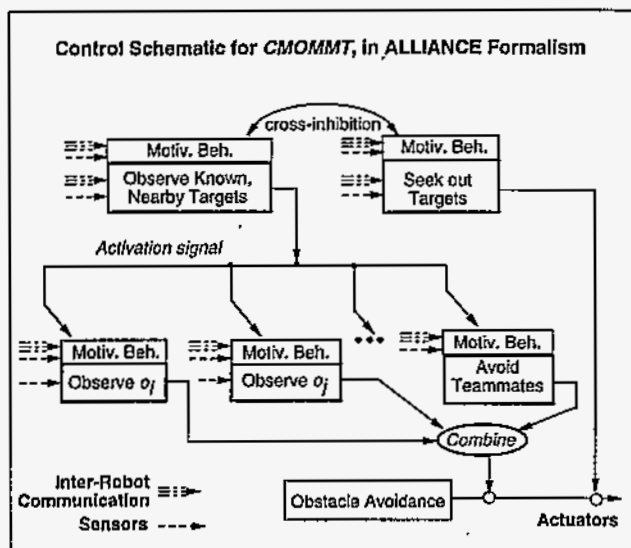 Control Schematic for CMOMMT, in ALLIANCE Formalism
cross-inhibition
Motiv. Beh.
Observe Known,
Nearby Targets
Motiv. Beh.
Seek out
Targets
Activation signal
Motiv. Beh.
Observe oi
Motiv. Beh.
Observe oj
•••
Motiv. Beh.
Avoid
Teammates
Combine
Inter-Robot
Communication
Sensors
Obstacle Avoidance
Actuators